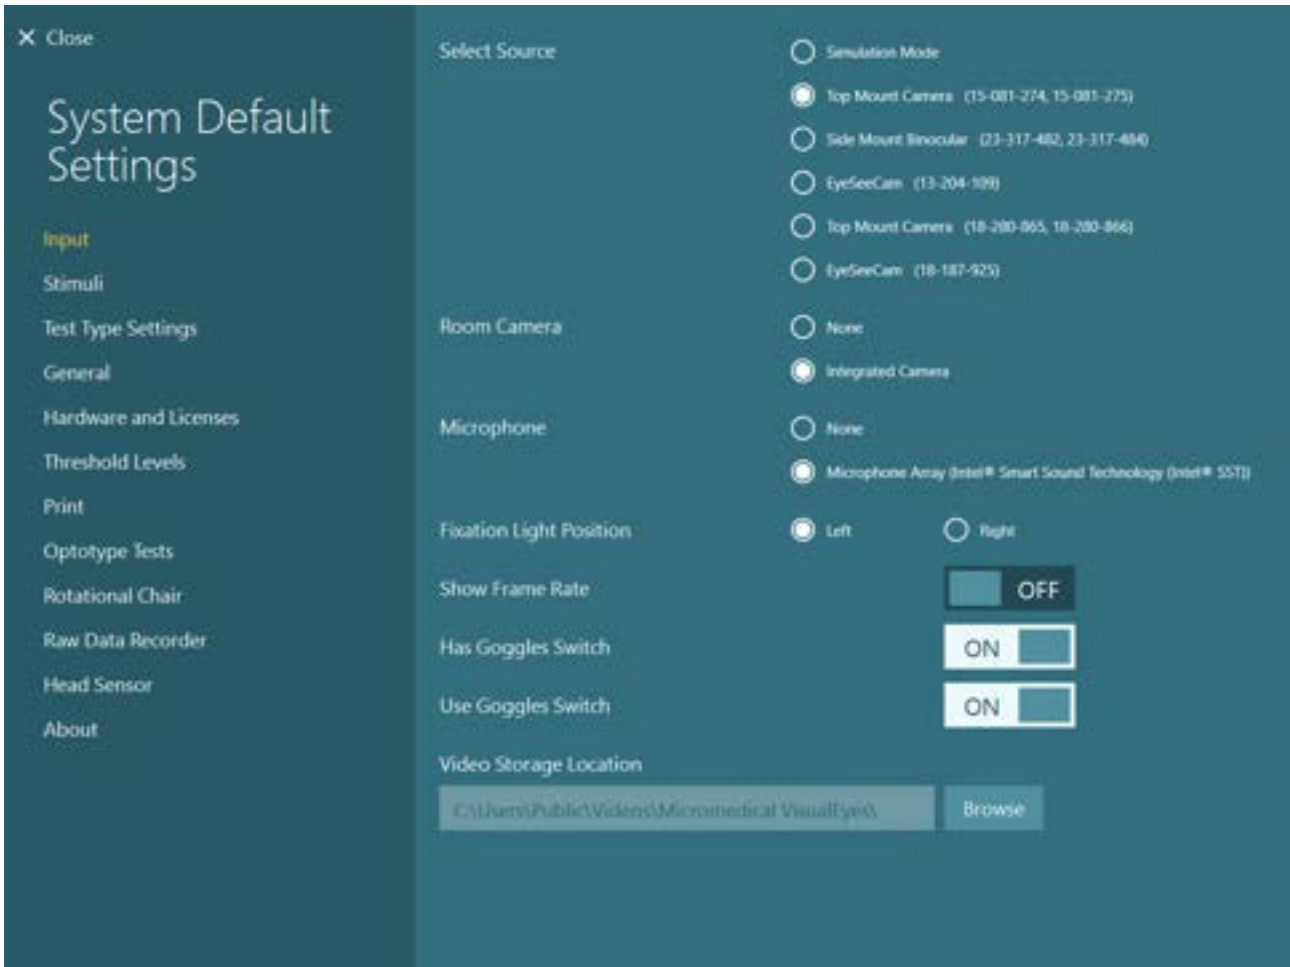 Close
System Default
Settings
Input
Stimuli
Test Type Settings
General
Hardware and Licenses
Threshold Levels
Print
Optotype Tests
Rotational Chair
Raw Data Recorder
Head Sensor
About
Select Source
Simulation Mode
Top Mount Camera (15-081-274, 15-081-275)
Side Mount Binocular (23-317-482, 23-317-484)
EyeSeeCam (13-204-109)
Top Mount Camera (18-280-865, 18-280-866)
EyeSeeCam (18-187-925)
Room Camera
None
Integrated Camera
Microphone
None
Microphone Array (Intel® Smart Sound Technology (Intel® SST))
Fixation Light Position Left Right
Show Frame Rate OFF
Has Goggles Switch ON
Use Goggles Switch ON
Video Storage Location
C:\Users\Public\Videos\Micromedical VisualEyes\ Browse